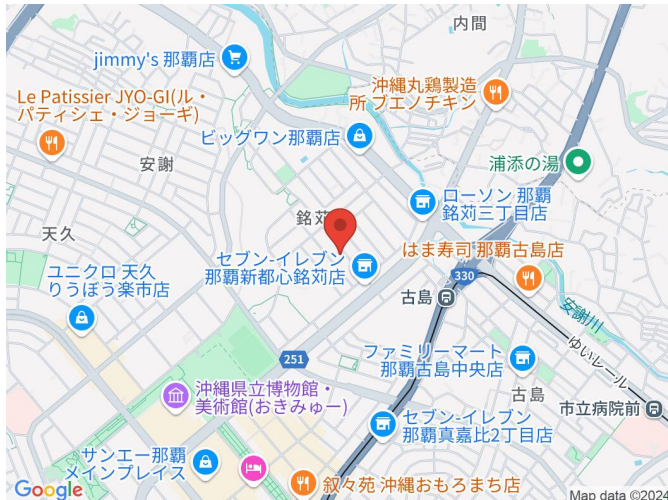 内間
jimmy's 那覇店
沖縄丸鶏製造
所 ブエノチキン
Le Patissier JYO-GI(ル・
パティシェ・ジョーギ)
ビッグワン那覇店
安謝
浦添の湯
ローソン 那覇
銘苅三丁目店
銘苅
天久
セブン-イレブン
那覇新都心銘苅店
はま寿司 那覇古島店
ユニクロ 天久
りうぼう楽市店
330
古島
安謝川
ゆいレール
251
ファミリーマート
那覇古島中央店
沖縄県立博物館・
美術館(おきみゅー)
古島
市立病院前
セブン-イレブン
那覇真嘉比2丁目店
サンエー那覇
メインプレイス
叙々苑 沖縄おもろまち店
Google
Map data ©2024